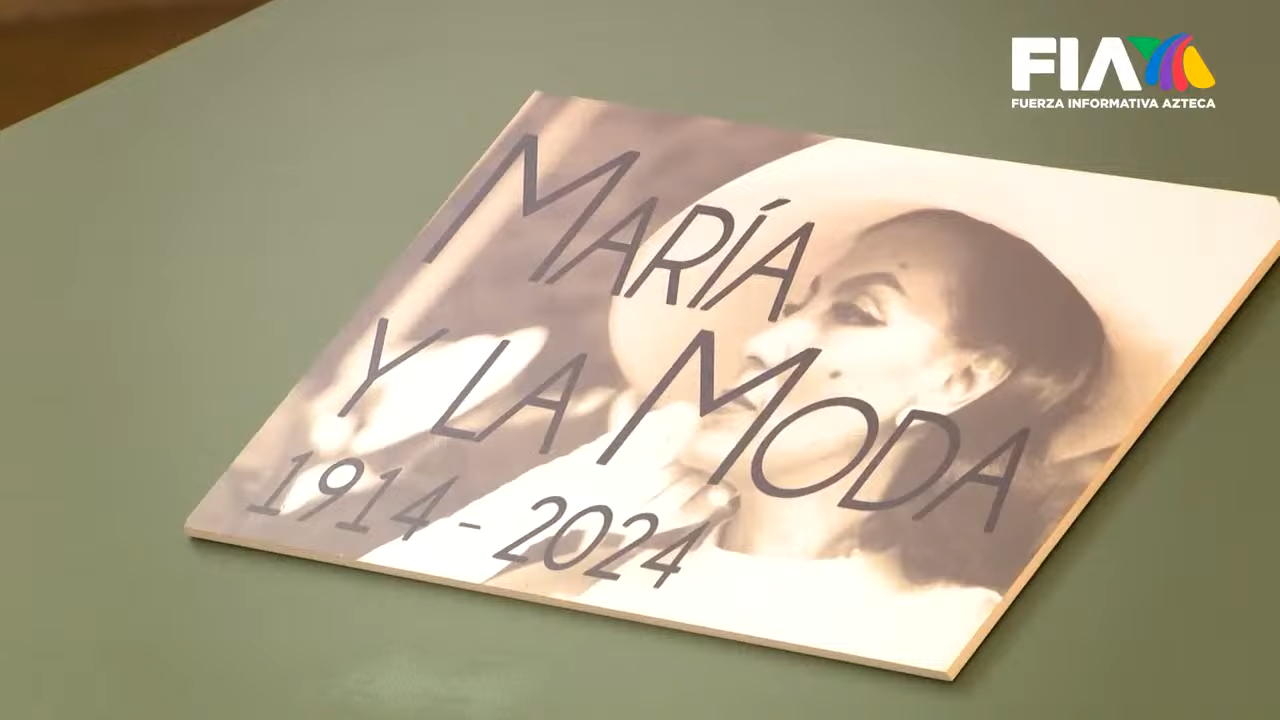 FIA
FUERZA INFORMATIVA AZTECA
MARÍA
Y LA MODA
1914 - 2024